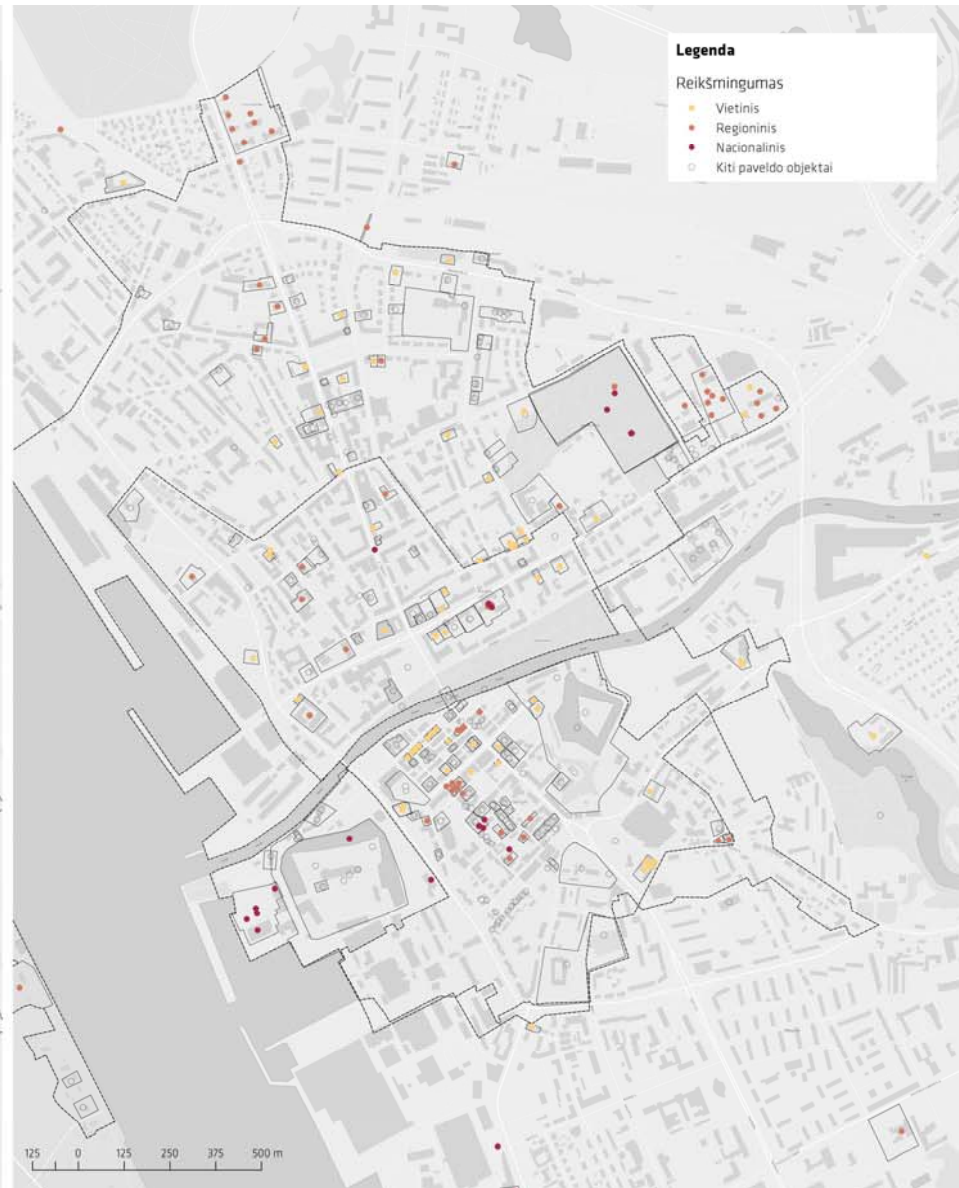 Legenda
Reikšmingumas
Vietinis
Regioninis
Nacionalinis
Kiti paveldo objektai
125 0 125 250 375 500 m